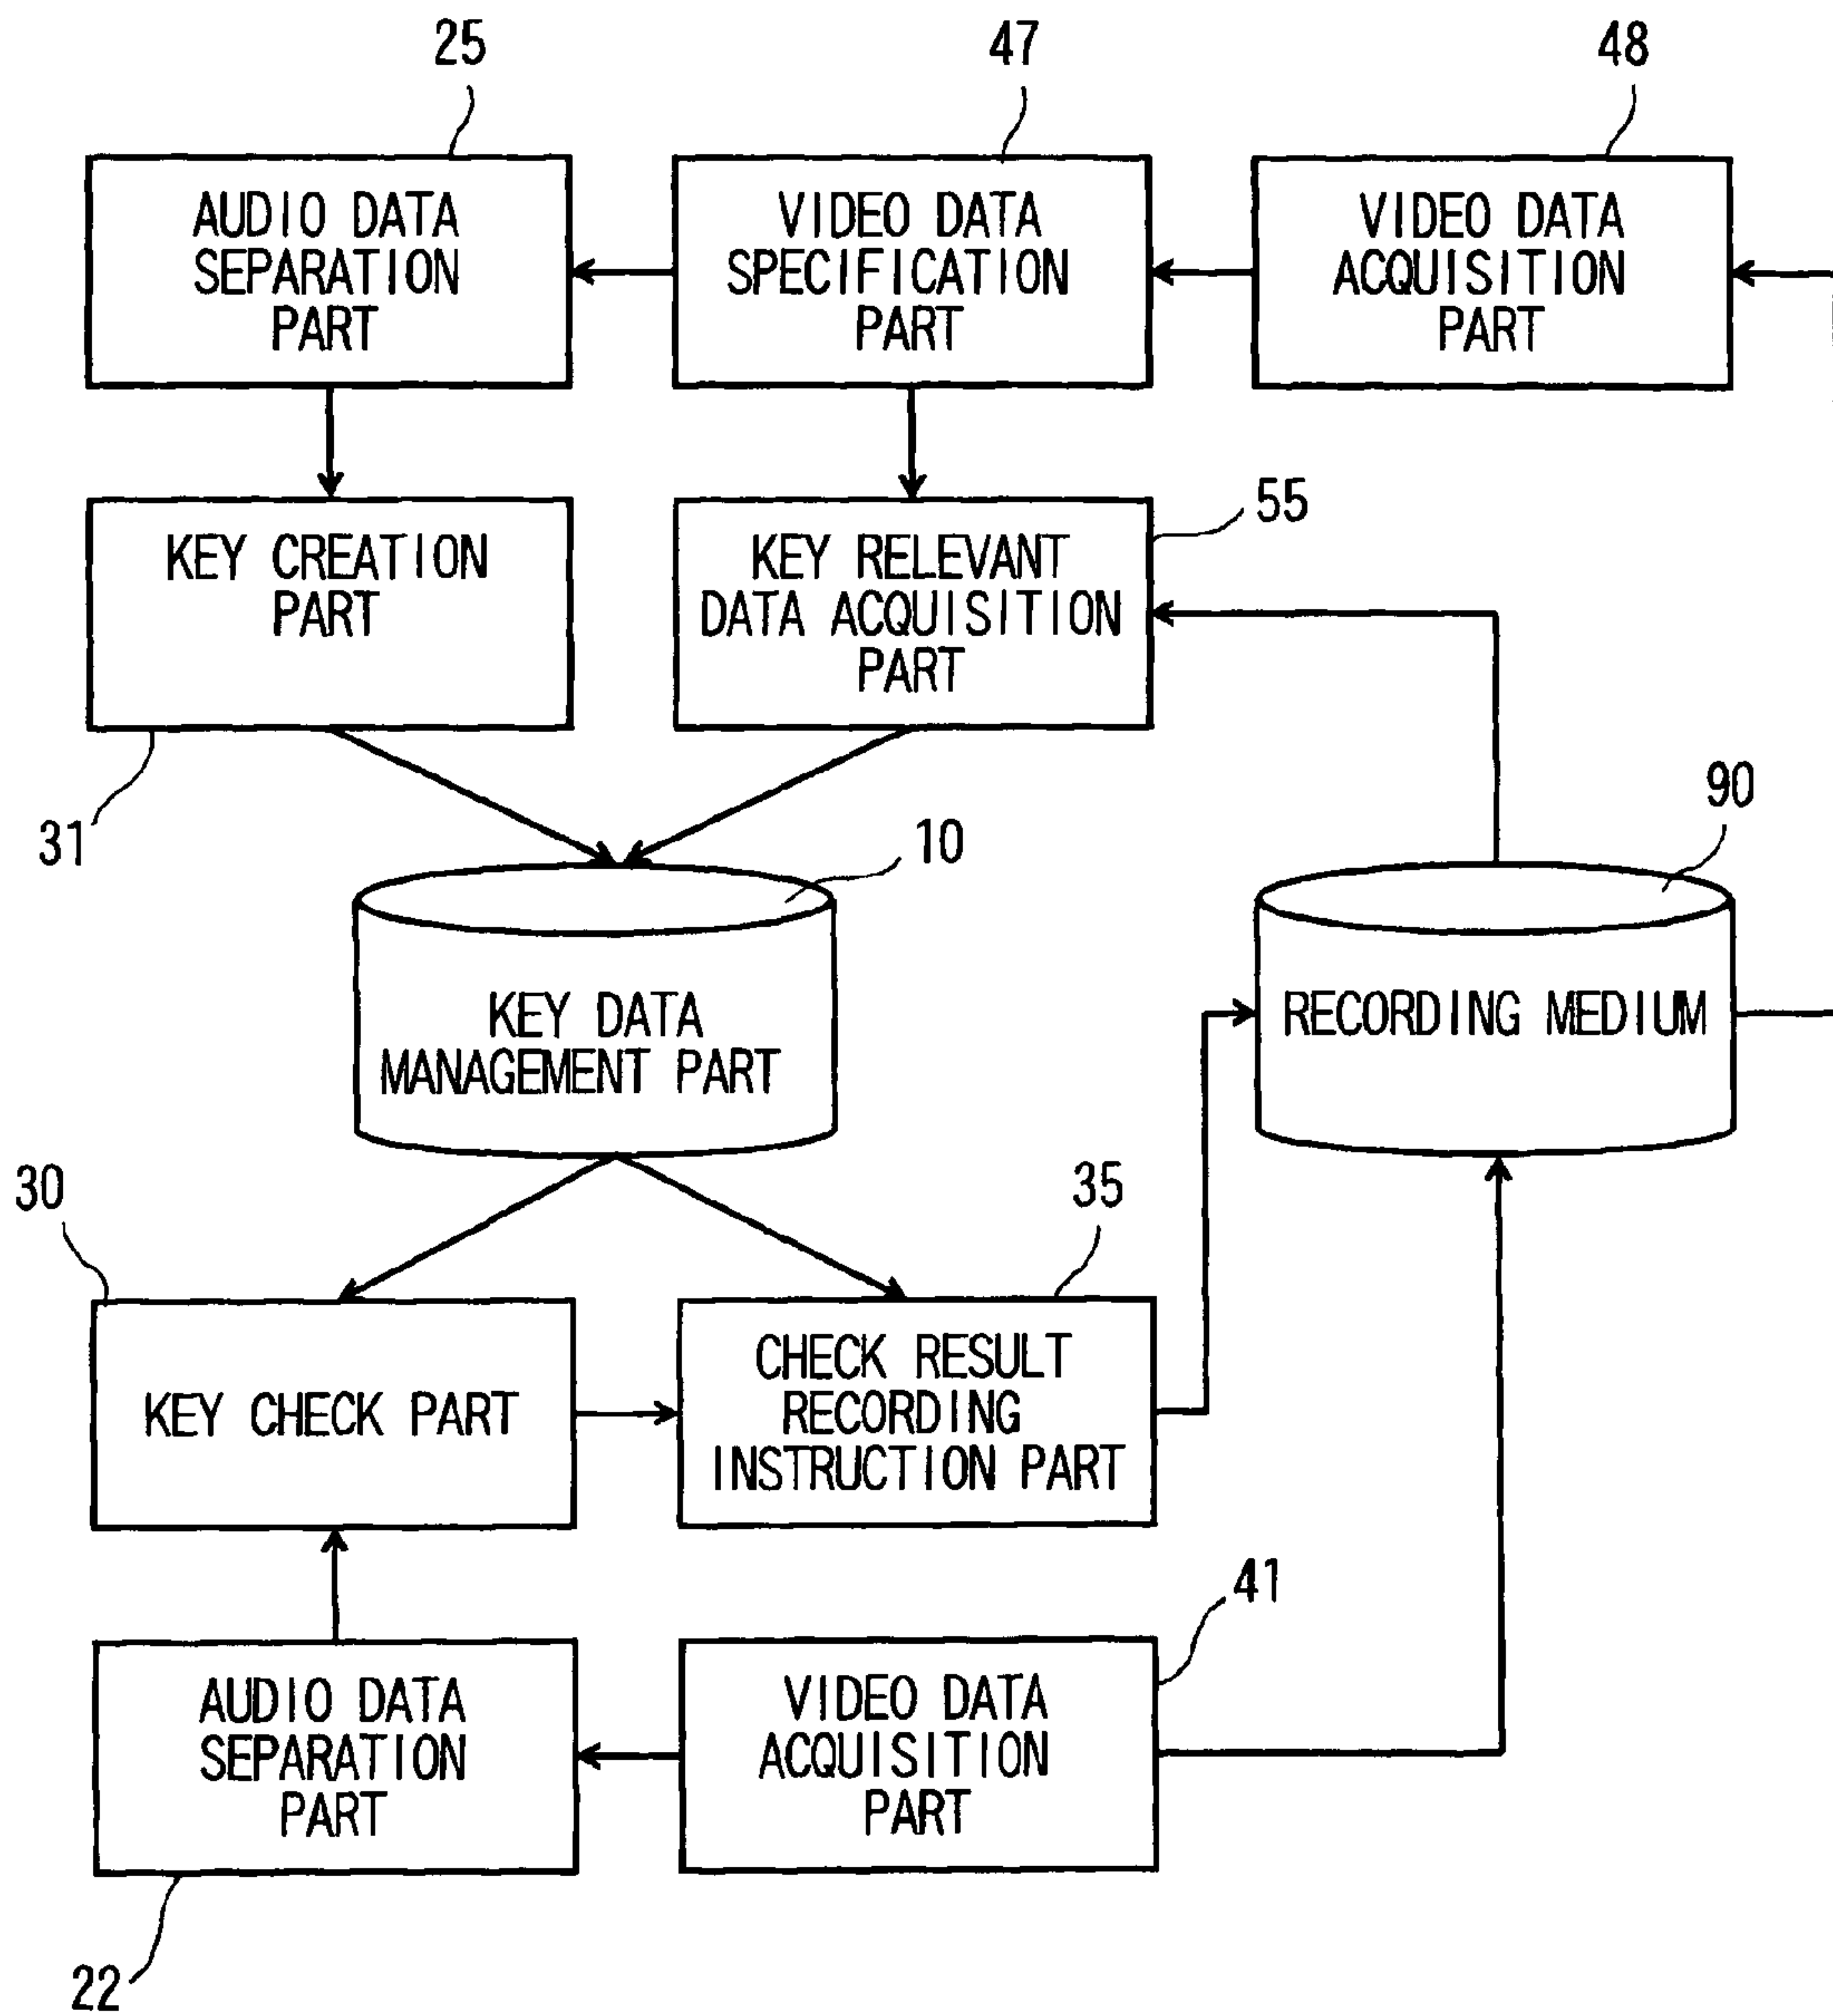 25
47
48
AUDIO DATA
SEPARATION
PART
VIDEO DATA
SPECIFICATION
PART
VIDEO DATA
ACQUISITION
PART
KEY CREATION
PART
31
KEY RELEVANT
DATA ACQUISITION
PART
55
10
KEY DATA
MANAGEMENT PART
90
RECORDING MEDIUM
30
KEY CHECK PART
35
CHECK RESULT
RECORDING
INSTRUCTION PART
AUDIO DATA
SEPARATION
PART
22
VIDEO DATA
ACQUISITION
PART
41